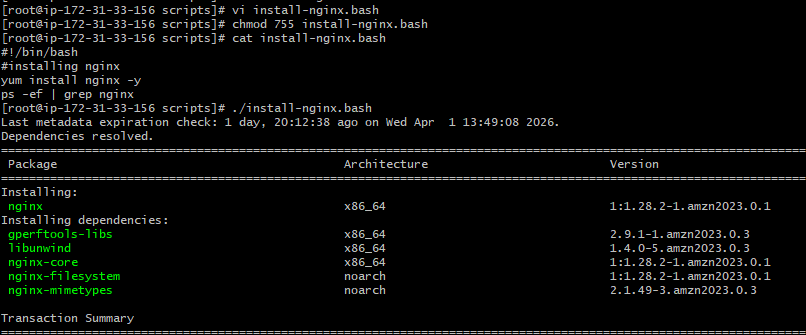 [root@ip-172-31-33-156 scripts]# vi install-nginx.bash
[root@ip-172-31-33-156 scripts]# chmod 755 install-nginx.bash
[root@ip-172-31-33-156 scripts]# cat install-nginx.bash
#!/bin/bash
#installing nginx
yum install nginx -y
ps -ef | grep nginx
[root@ip-172-31-33-156 scripts]# ./install-nginx.bash
Last metadata expiration check: 1 day, 20:12:38 ago on Wed Apr  1 13:49:08 2026.
Dependencies resolved.
Package Architecture Version
Installing:
nginx x86_64 1:1.28.2-1.amzn2023.0.1
Installing dependencies:
gperftools-libs x86_64 2.9.1-1.amzn2023.0.3
libunwind x86_64 1.4.0-5.amzn2023.0.3
nginx-core x86_64 1:1.28.2-1.amzn2023.0.1
nginx-filesystem noarch 1:1.28.2-1.amzn2023.0.1
nginx-mimetypes noarch 2.1.49-3.amzn2023.0.3
Transaction Summary